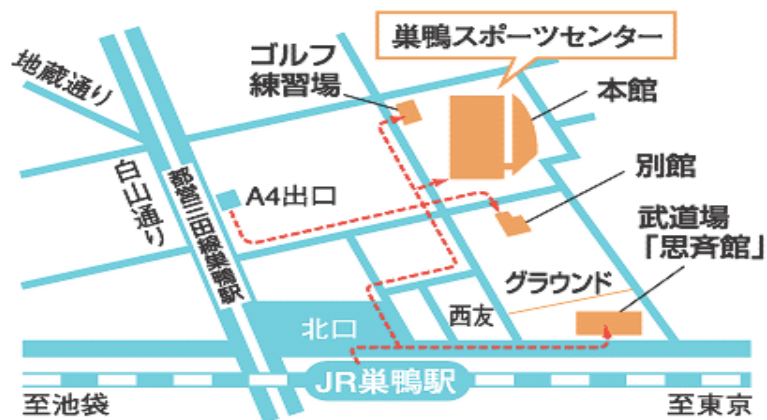 巣鴨スポーツセンター
ゴルフ
練習場
本館
地蔵通り
白山通り
都営三田線巣鴨駅
A4出口
別館
武道場
「思斉館」
グラウンド
西友
北口
JR巣鴨駅
至池袋
至東京